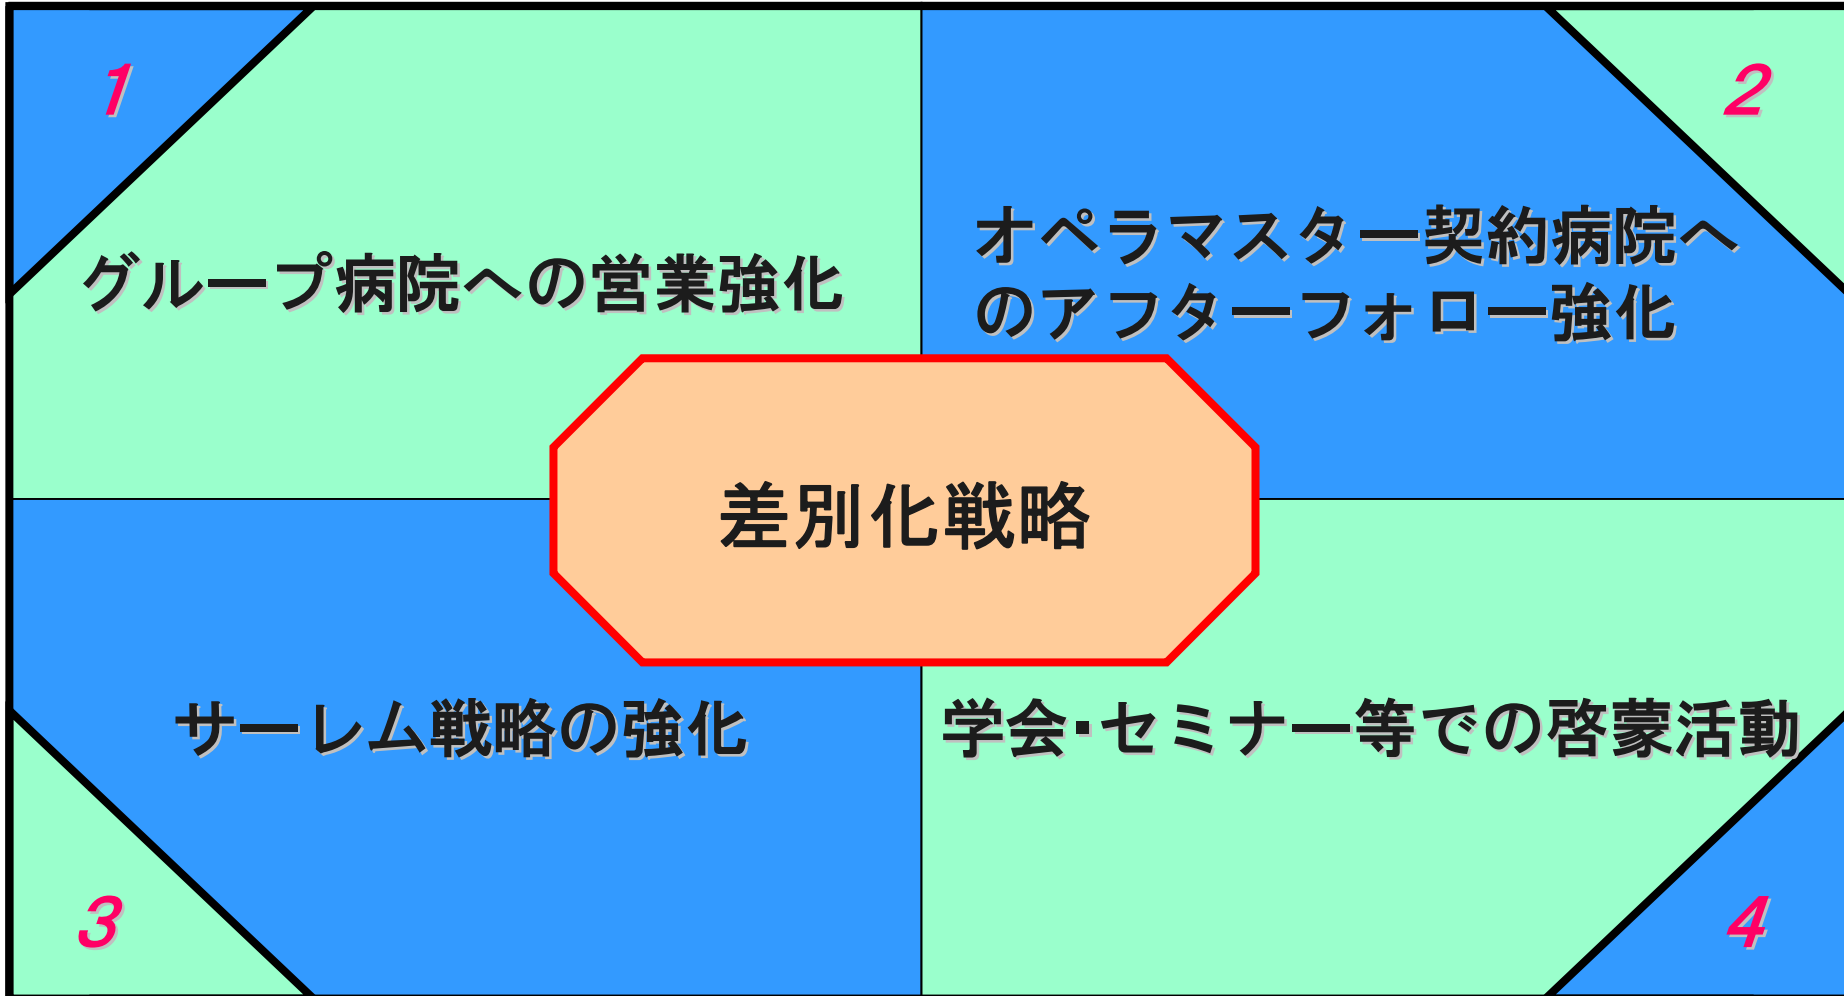 1
グループ病院への営業強化
2
オペラマスター契約病院へ
のアフターフォロー強化
差別化戦略
サーレム戦略の強化
3
学会・セミナー等での啓蒙活動
4